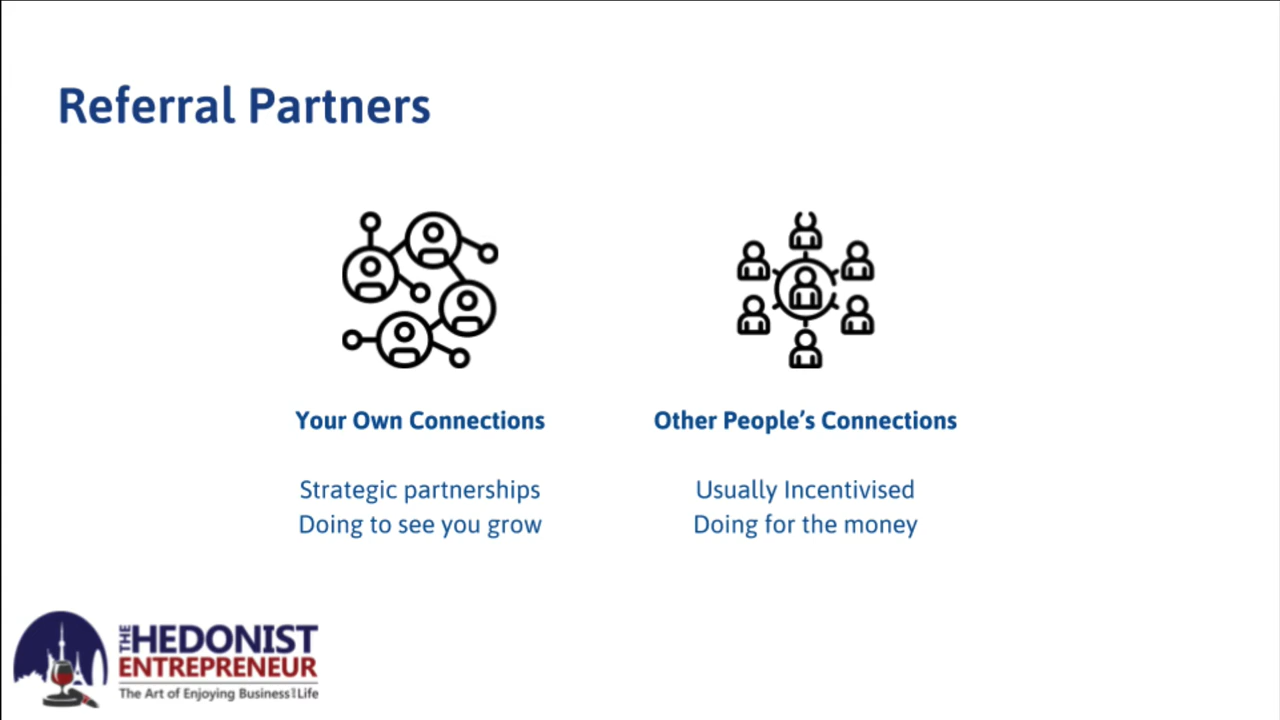 Referral Partners
Your Own Connections
Other People’s Connections
Strategic partnerships
Doing to see you grow
Usually Incentivised
Doing for the money
THE HEDONIST
ENTREPRENEUR
The Art of Enjoying Business and Life